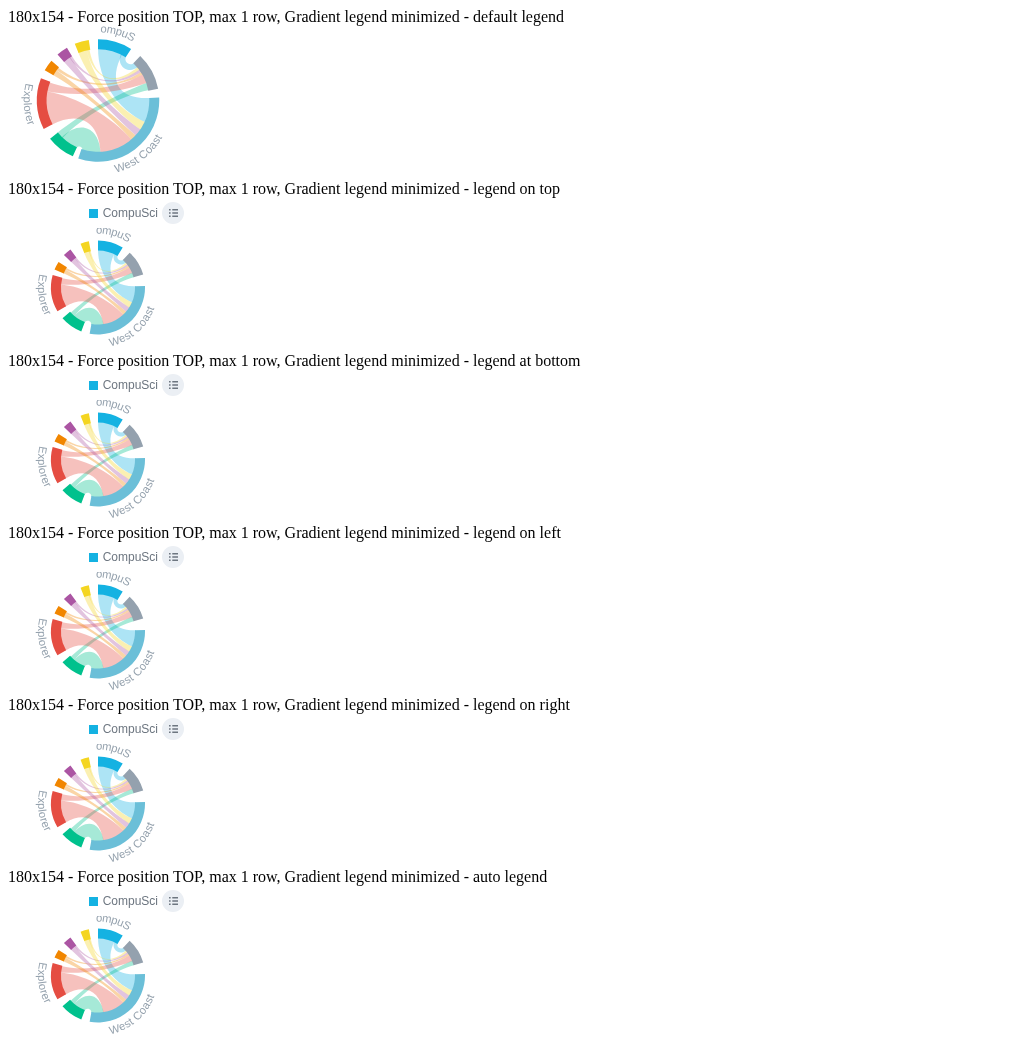 180x154 - Force position TOP, max 1 row, Gradient legend minimized - default legend
ompuS
Explorer
West Coast
180x154 - Force position TOP, max 1 row, Gradient legend minimized - legend on top
CompuSci
ompuS
Explorer
West Coast
180x154 - Force position TOP, max 1 row, Gradient legend minimized - legend at bottom
CompuSci
ompuS
Explorer
West Coast
180x154 - Force position TOP, max 1 row, Gradient legend minimized - legend on left
CompuSci
ompuS
Explorer
West Coast
180x154 - Force position TOP, max 1 row, Gradient legend minimized - legend on right
CompuSci
ompuS
Explorer
West Coast
180x154 - Force position TOP, max 1 row, Gradient legend minimized - auto legend
CompuSci
ompuS
Explorer
West Coast